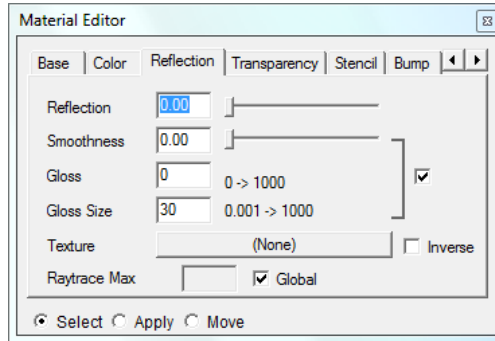 Material Editor
Base Color Reflection Transparency Stencil Bump
Reflection 0.00
Smoothness 0.00
Gloss 0 0 -> 1000
Gloss Size 30 0.001 -> 1000
Texture (None) Inverse
Raytrace Max Global
Select Apply Move